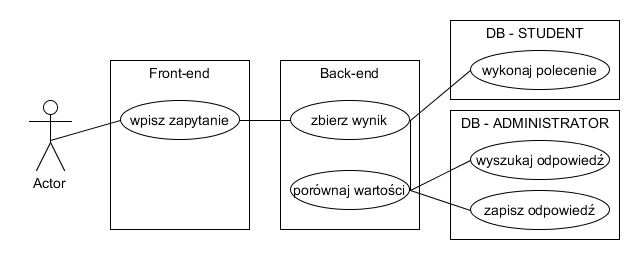 Actor
Front-end
wpisz zapytanie
Back-end
zbierz wynik
porównaj wartości
DB - STUDENT
wykonaj polecenie
DB - ADMINISTRATOR
wyszukaj odpowiedź
zapisz odpowiedź